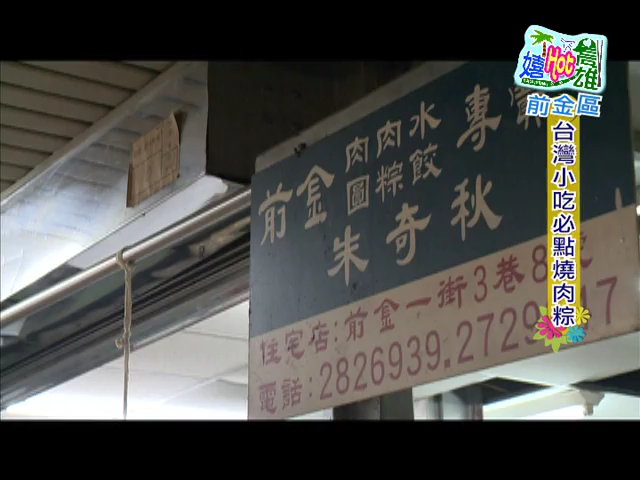 嬉Hot高雄
前金區
台灣小吃必點燒肉粽
前金
肉圓
肉粽
水餃
專
朱奇秋
住宅店:前金一街3巷8
電話:2826939.2729